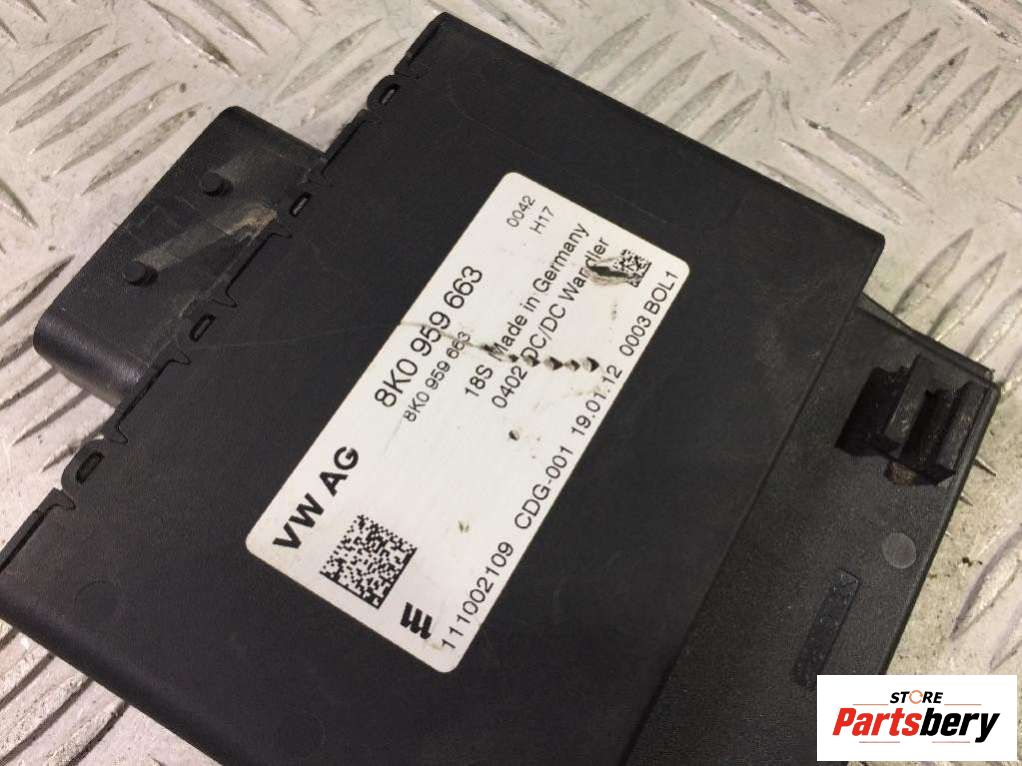 VW AG
8K0 959 663
8K0 959 663
0042
H17
18S Made in Germany
0402 DC/DC Wandler
111002109 CDG-001 19.01.12 0003 BOL1
STORE
Partsbery